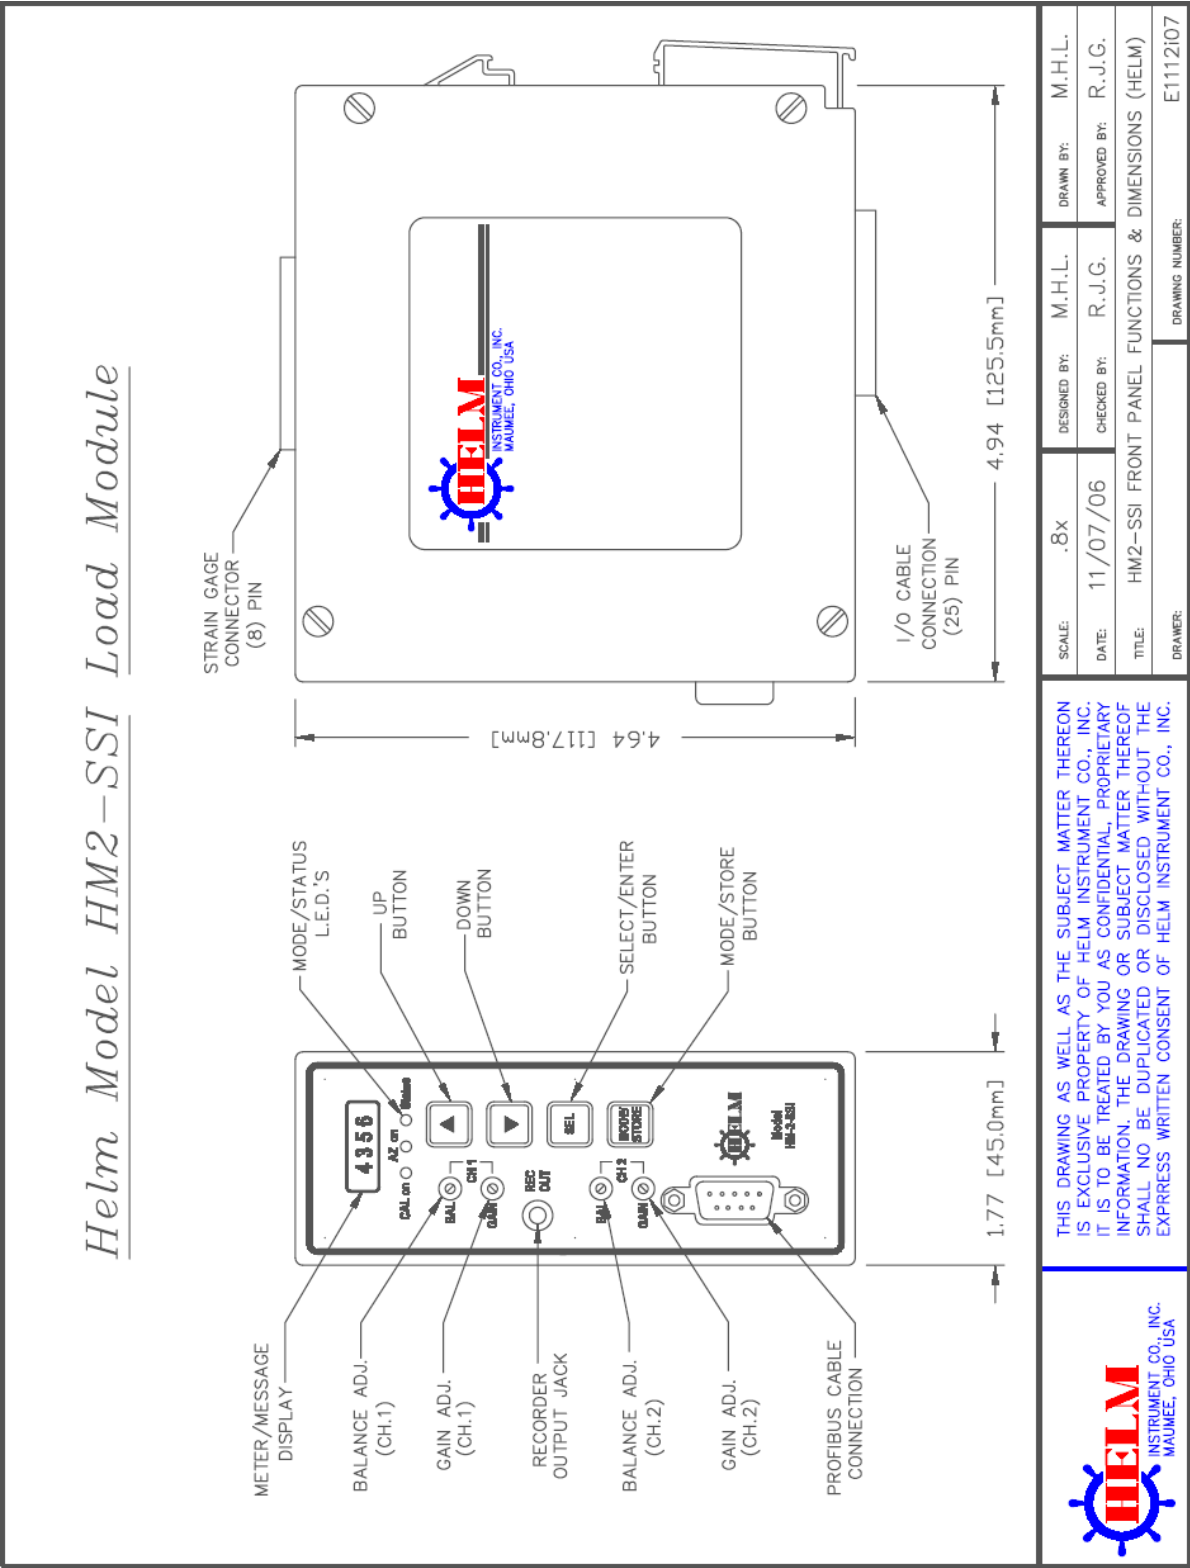 Helm Model HM2-SSI Load Module
METER/MESSAGE
DISPLAY
BALANCE ADJ.
(CH.1)
GAIN ADJ.
(CH.1)
RECORDER
OUTPUT JACK
BALANCE ADJ.
(CH.2)
GAIN ADJ.
(CH.2)
PROFIBUS CABLE
CONNECTION
4356
CAL on
AZ on
Status
BAL
CH 1
GAIN
REC
OUT
BAL
CH 2
GAIN
SEL
MODE/
STORE
HELM
Model
HM-2-SSI
1.77 [45.0mm]
MODE/STATUS
L.E.D.'S
UP
BUTTON
DOWN
BUTTON
SELECT/ENTER
BUTTON
MODE/STORE
BUTTON
STRAIN GAGE
CONNECTOR
(8) PIN
4.64 [117.8mm]
HELM
INSTRUMENT CO., INC.
MAUMEE, OHIO USA
I/O CABLE
CONNECTION
(25) PIN
4.94 [125.5mm]
HELM
INSTRUMENT CO., INC.
MAUMEE, OHIO USA
THIS DRAWING AS WELL AS THE SUBJECT MATTER THEREON
IS EXCLUSIVE PROPERTY OF HELM INSTRUMENT CO., INC.
IT IS TO BE TREATED BY YOU AS CONFIDENTIAL, PROPRIETARY
INFORMATION. THE DRAWING OR SUBJECT MATTER THEREOF
SHALL NO BE DUPLICATED OR DISCLOSED WITHOUT THE
EXPRRESS WRITTEN CONSENT OF HELM INSTRUMENT CO., INC.
SCALE: .8x
DESIGNED BY: M.H.L.
DRAWN BY: M.H.L.
DATE: 11/07/06
CHECKED BY: R.J.G.
APPROVED BY: R.J.G.
TITLE: HM2-SSI FRONT PANEL FUNCTIONS & DIMENSIONS (HELM)
DRAWER:
DRAWING NUMBER: E1112i07